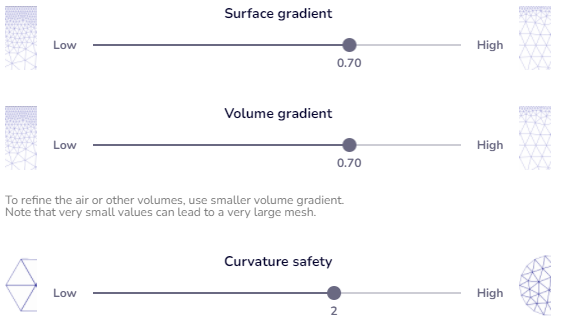 Surface gradient
Low High
0.70
Volume gradient
Low High
0.70
To refine the air or other volumes, use smaller volume gradient.
Note that very small values can lead to a very large mesh.
Curvature safety
Low High
2